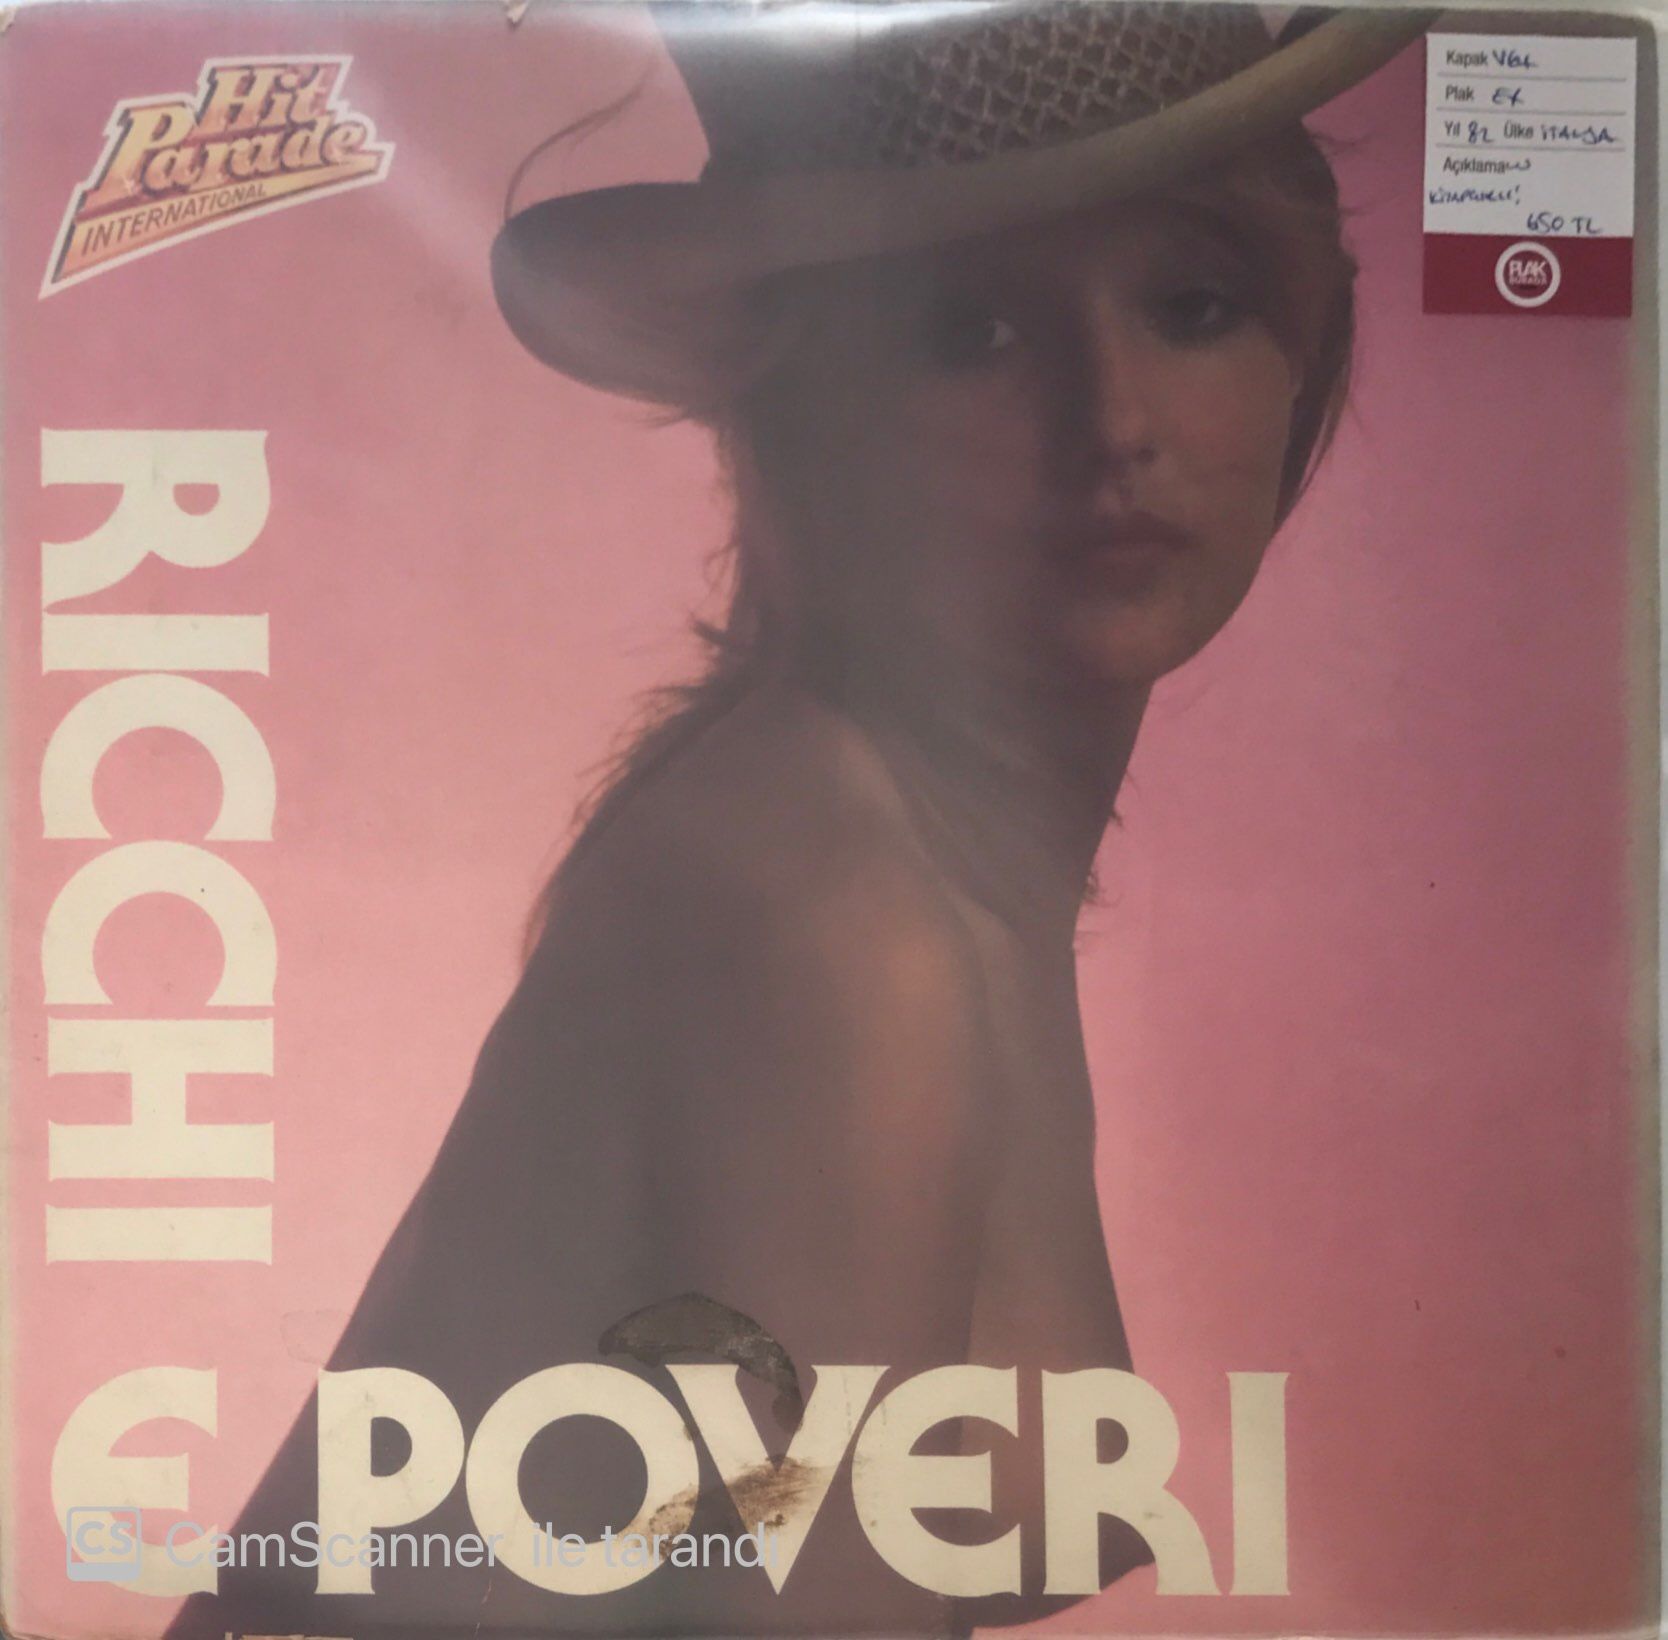 Hit
Parade
INTERNATIONAL
Kapak VG+
Plak EX
Yıl 82 Ülke İTALYA
Açıklama
650 TL
PLAK
RICCHI
E POVERI
CS CamScanner ile tarandı